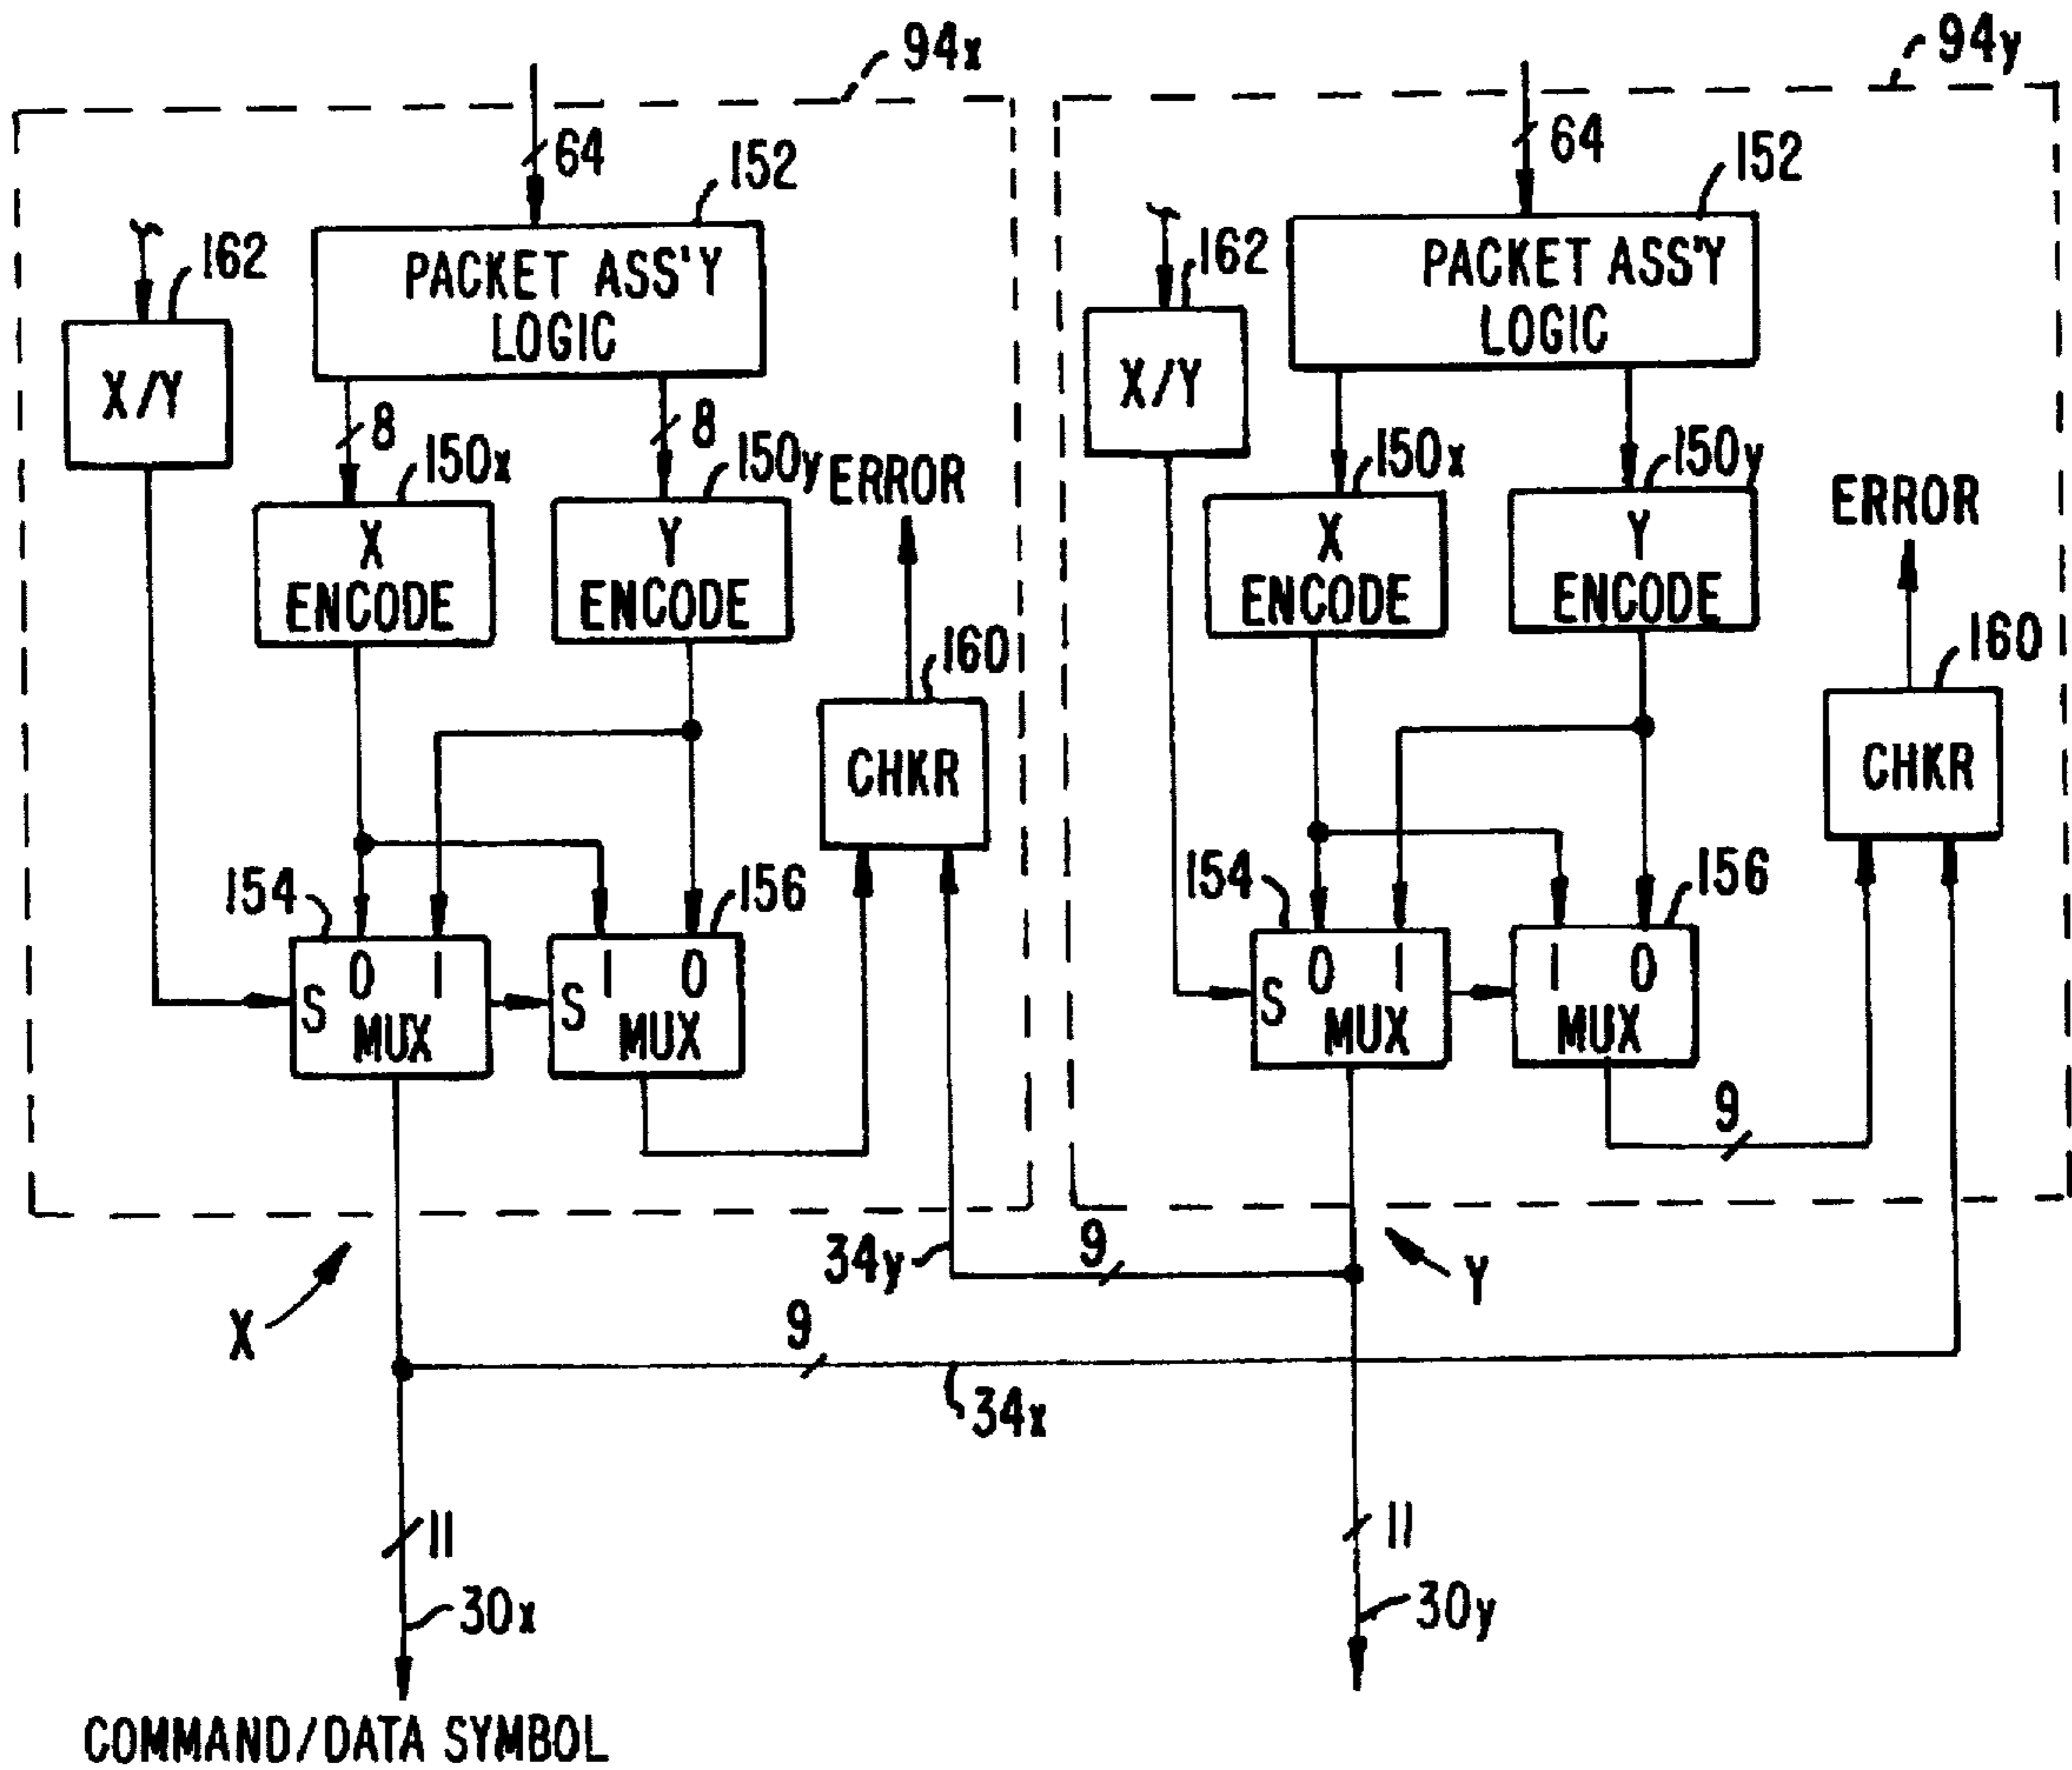 94x
94y
64
64
152
152
162
162
PACKET ASS'Y
LOGIC
PACKET ASS'Y
LOGIC
X/Y
X/Y
8
8
150x
150y
ERROR
150x
150y
ERROR
X
ENCODE
Y
ENCODE
X
ENCODE
Y
ENCODE
160
160
CHKR
CHKR
154
156
154
156
S 0 1
MUX
S 1 0
MUX
S 0 1
MUX
1 0
MUX
9
34y
9
Y
X
9
34x
11
11
30x
30y
COMMAND/DATA SYMBOL